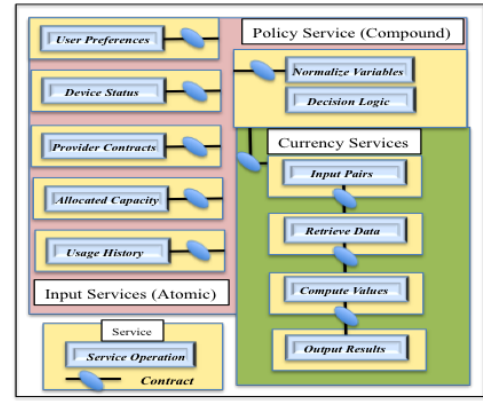 User Preferences
Device Status
Provider Contracts
Allocated Capacity
Usage History
Input Services (Atomic)
Policy Service (Compound)
Normalize Variables
Decision Logic
Currency Services
Input Pairs
Retrieve Data
Compute Values
Output Results
Service
Service Operation
Contract